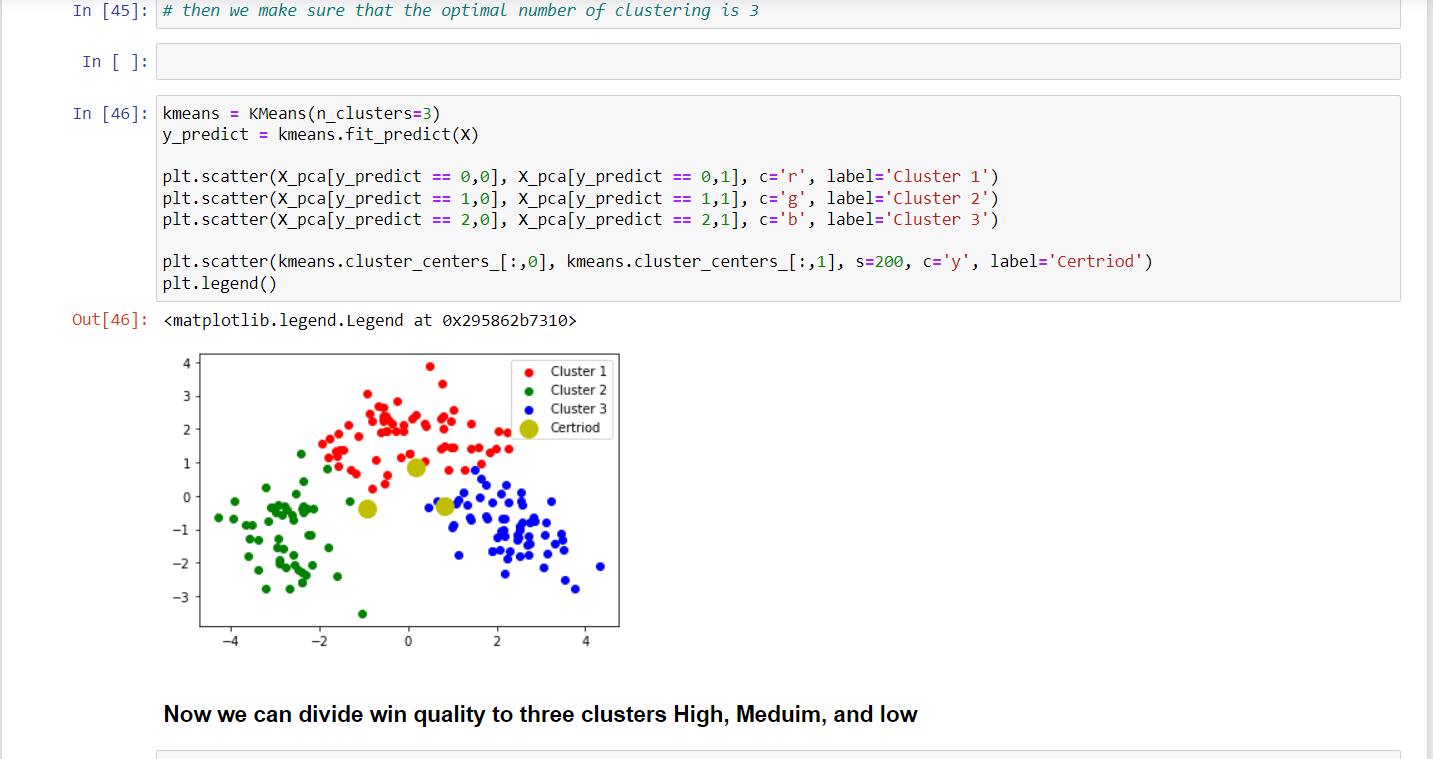 In [45]: # then we make sure that the optimal number of clustering is 3
In [ ]:
In [46]: kmeans = KMeans(n_clusters=3)
y_predict = kmeans.fit_predict(X)
plt.scatter(X_pca[y_predict == 0,0], X_pca[y_predict == 0,1], c='r', label='Cluster 1')
plt.scatter(X_pca[y_predict == 1,0], X_pca[y_predict == 1,1], c='g', label='Cluster 2')
plt.scatter(X_pca[y_predict == 2,0], X_pca[y_predict == 2,1], c='b', label='Cluster 3')
plt.scatter(kmeans.cluster_centers_[:,0], kmeans.cluster_centers_[:,1], s=200, c='y', label='Certriod')
plt.legend()
Out[46]: <matplotlib.legend.Legend at 0x295862b7310>
4
3
2
1
0
−1
−2
−3
Cluster 1
Cluster 2
Cluster 3
Certriod
−4 −2 0 2 4
Now we can divide win quality to three clusters High, Meduim, and low